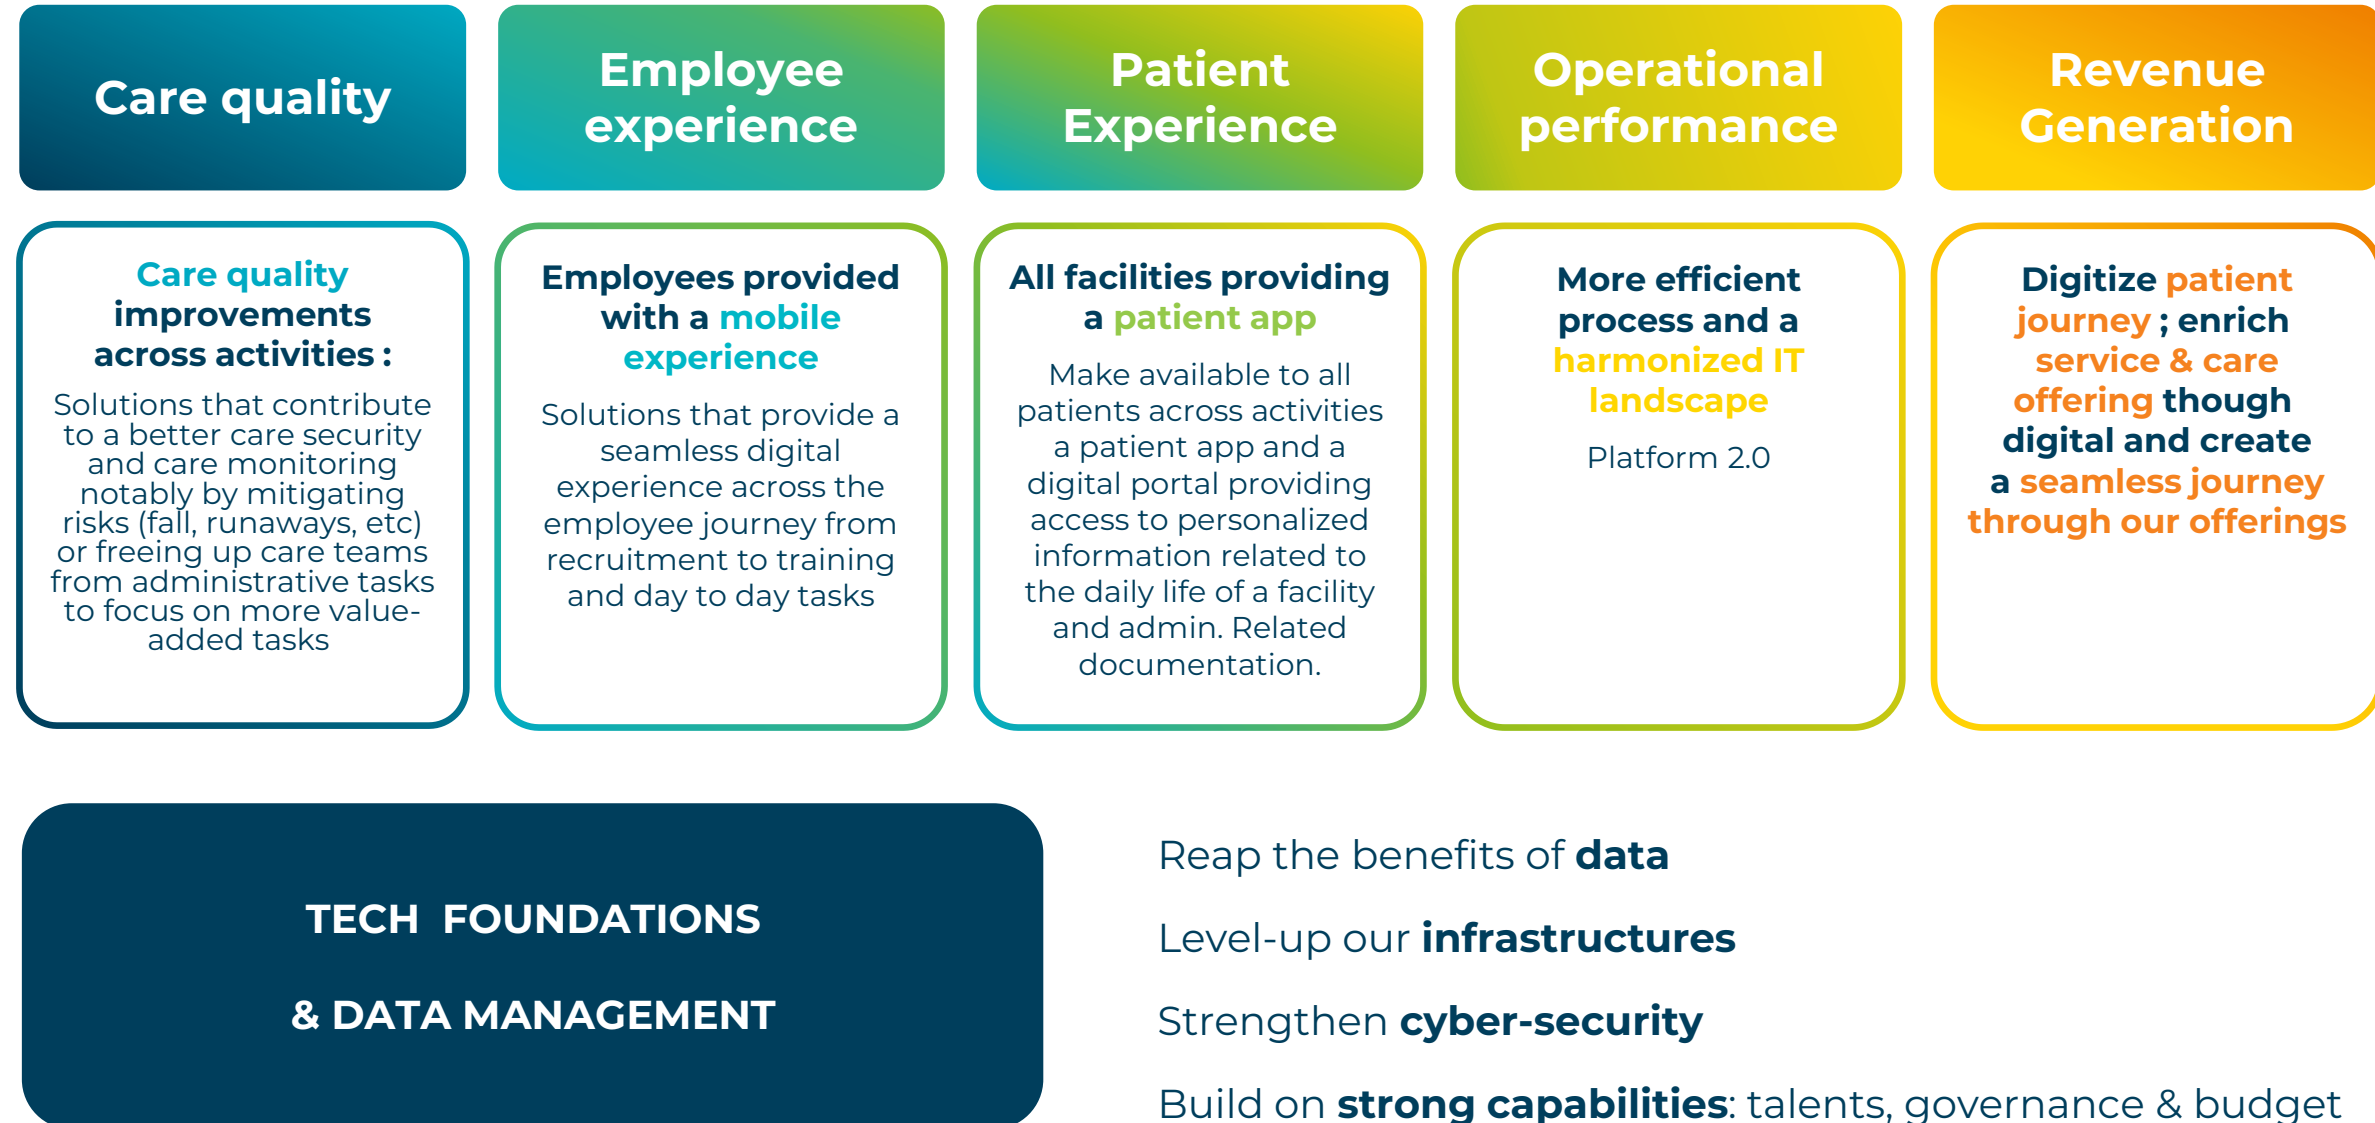 Care quality
Employee
experience
Patient
Experience
Operational
performance
Revenue
Generation
Care quality
improvements
across activities :
Solutions that contribute
to a better care security
and care monitoring
notably by mitigating
risks (fall, runaways, etc)
or freeing up care teams
from administrative tasks
to focus on more value-
added tasks
Employees provided
with a mobile
experience
Solutions that provide a
seamless digital
experience across the
employee journey from
recruitment to training
and day to day tasks
All facilities providing
a patient app
Make available to all
patients across activities
a patient app and a
digital portal providing
access to personalized
information related to
the daily life of a facility
and admin. Related
documentation.
More efficient
process and a
harmonized IT
landscape
Platform 2.0
Digitize patient
journey ; enrich
service & care
offering though
digital and create
a seamless journey
through our offerings
TECH FOUNDATIONS
& DATA MANAGEMENT
Reap the benefits of data
Level-up our infrastructures
Strengthen cyber-security
Build on strong capabilities: talents, governance & budget